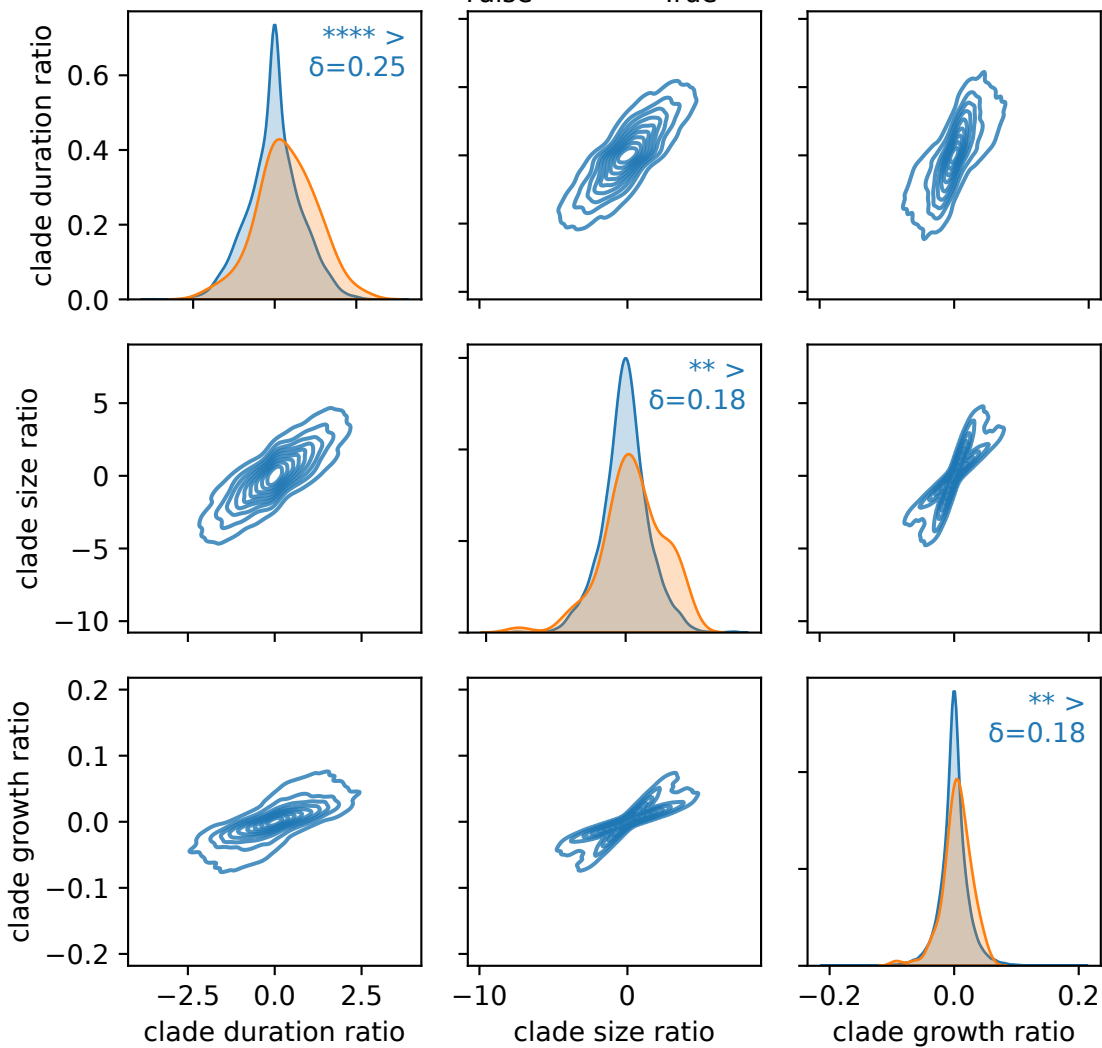 **** >
δ=0.25
clade duration ratio
0.6
0.4
0.2
0.0
** >
δ=0.18
clade size ratio
5
0
−5
−10
** >
δ=0.18
clade growth ratio
0.2
0.1
0.0
−0.1
−0.2
−2.5 0.0 2.5 −10 0 −0.2 0.0 0.2
clade duration ratio clade size ratio clade growth ratio